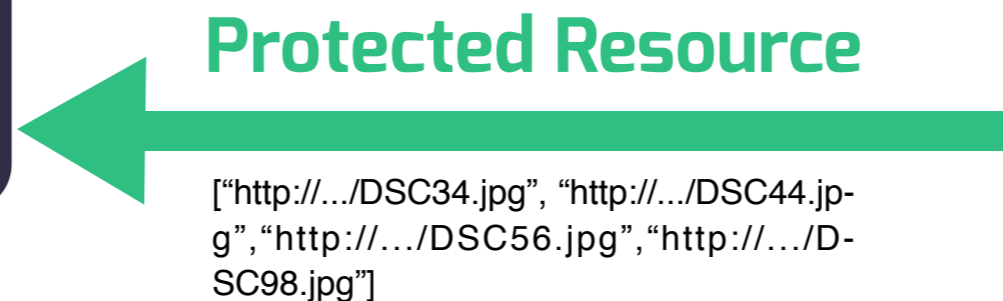 Protected Resource
[“http://.../DSC34.jpg”, “http://.../DSC44.jp-
g”,“http://.../DSC56.jpg”,“http://.../D-
SC98.jpg”]